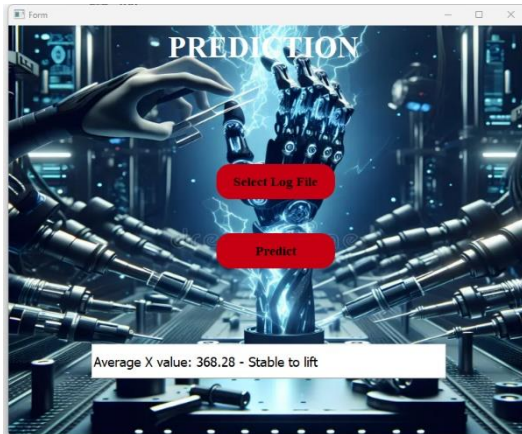 Form
PREDICTION
Select Log File
Predict
Average X value: 368.28 - Stable to lift